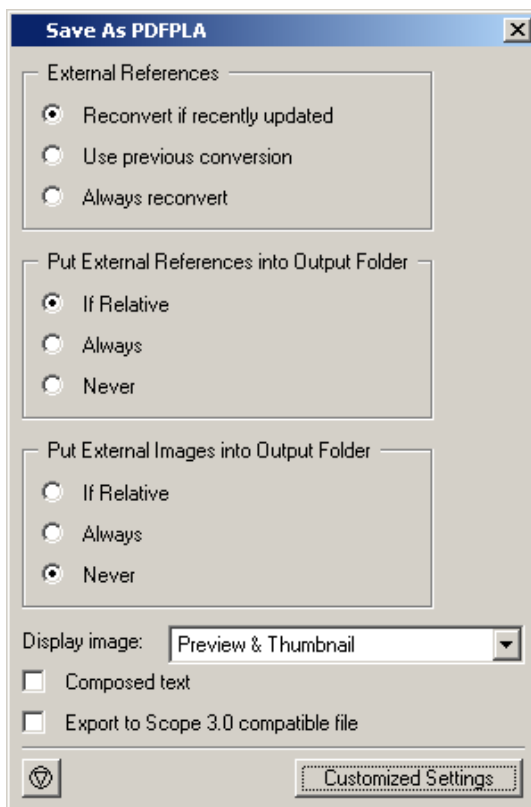 Save As PDFPLA
External References
Reconvert if recently updated
Use previous conversion
Always reconvert
Put External References into Output Folder
If Relative
Always
Never
Put External Images into Output Folder
If Relative
Always
Never
Display image: Preview & Thumbnail
Composed text
Export to Scope 3.0 compatible file
Customized Settings